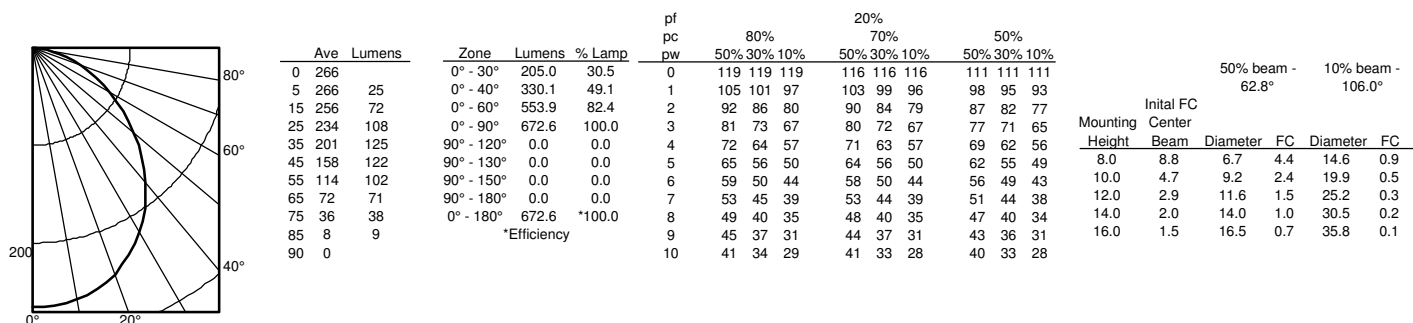 80°
60°
200
40°
0°
20°
Ave Lumens
0 266
5 266 25
15 256 72
25 234 108
35 201 125
45 158 122
55 114 102
65 72 71
75 36 38
85 8 9
90 0
Zone Lumens % Lamp
0° - 30° 205.0 30.5
0° - 40° 330.1 49.1
0° - 60° 553.9 82.4
0° - 90° 672.6 100.0
90° - 120° 0.0 0.0
90° - 130° 0.0 0.0
90° - 150° 0.0 0.0
90° - 180° 0.0 0.0
0° - 180° 672.6 *100.0
*Efficiency
pf 20%
pc 80% 70% 50%
pw 50% 30% 10% 50% 30% 10% 50% 30% 10%
0 119 119 119 116 116 116 111 111 111
1 105 101 97 103 99 96 98 95 93
2 92 86 80 90 84 79 87 82 77
3 81 73 67 80 72 67 77 71 65
4 72 64 57 71 63 57 69 62 56
5 65 56 50 64 56 50 62 55 49
6 59 50 44 58 50 44 56 49 43
7 53 45 39 53 44 39 51 44 38
8 49 40 35 48 40 35 47 40 34
9 45 37 31 44 37 31 43 36 31
10 41 34 29 41 33 28 40 33 28
50% beam - 10% beam -
62.8° 106.0°
Inital FC
Mounting Center
Height Beam Diameter FC Diameter FC
8.0 8.8 6.7 4.4 14.6 0.9
10.0 4.7 9.2 2.4 19.9 0.5
12.0 2.9 11.6 1.5 25.2 0.3
14.0 2.0 14.0 1.0 30.5 0.2
16.0 1.5 16.5 0.7 35.8 0.1